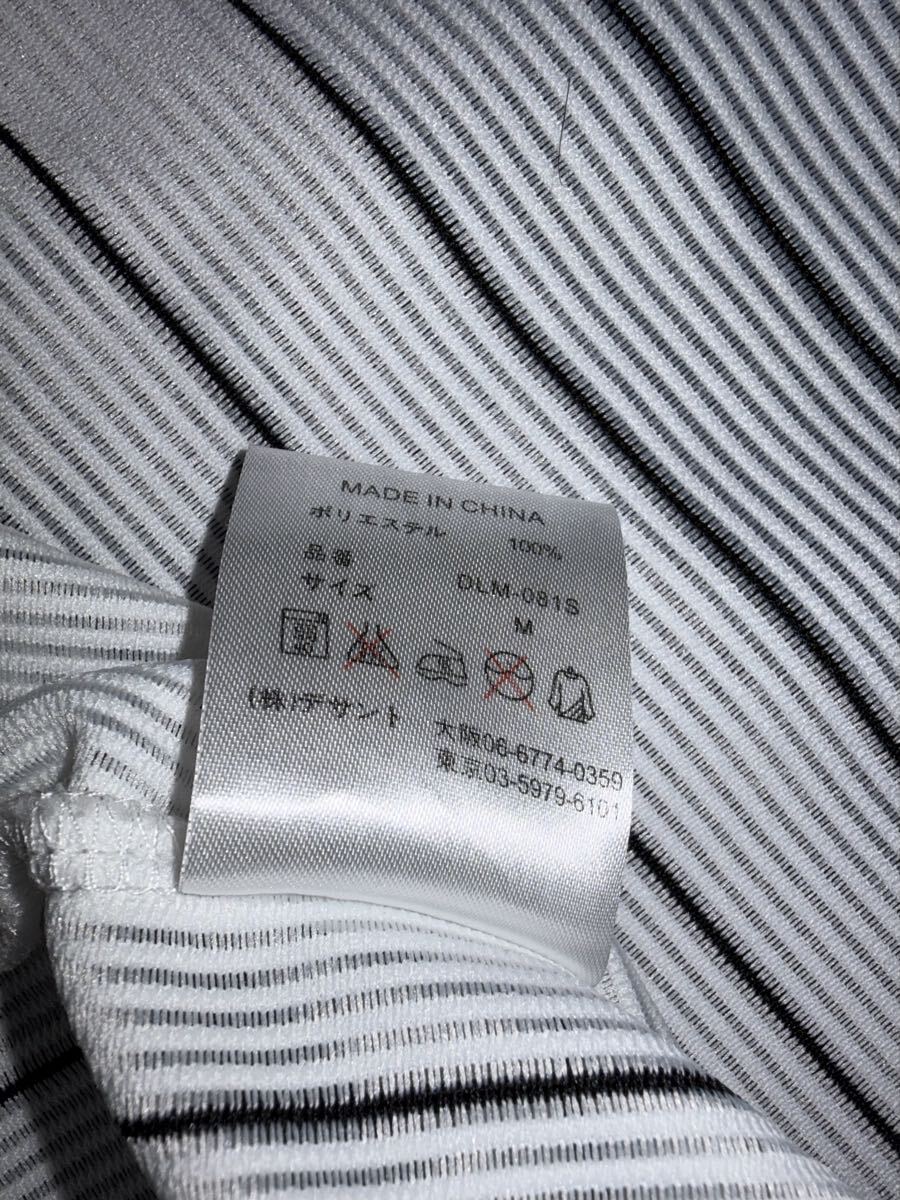 MADE IN CHINA
ポリエステル 100%
品番 DLM-081S
サイズ M
(株)デサント 大阪06-6774-0359
東京03-5979-6101